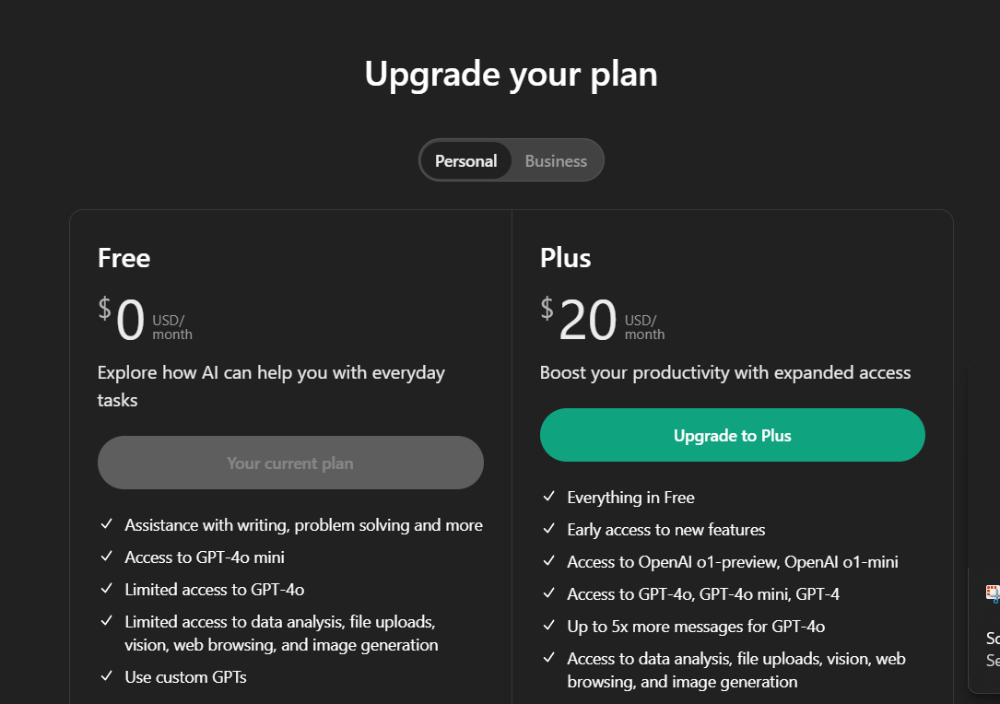 Upgrade your plan
Personal
Business
Free
$0 USD/
month
Explore how AI can help you with everyday
tasks
Your current plan
Assistance with writing, problem solving and more
Access to GPT-4o mini
Limited access to GPT-4o
Limited access to data analysis, file uploads,
vision, web browsing, and image generation
Use custom GPTs
Plus
$20 USD/
month
Boost your productivity with expanded access
Upgrade to Plus
Everything in Free
Early access to new features
Access to OpenAI o1-preview, OpenAI o1-mini
Access to GPT-4o, GPT-4o mini, GPT-4
Up to 5x more messages for GPT-4o
Access to data analysis, file uploads, vision, web
browsing, and image generation